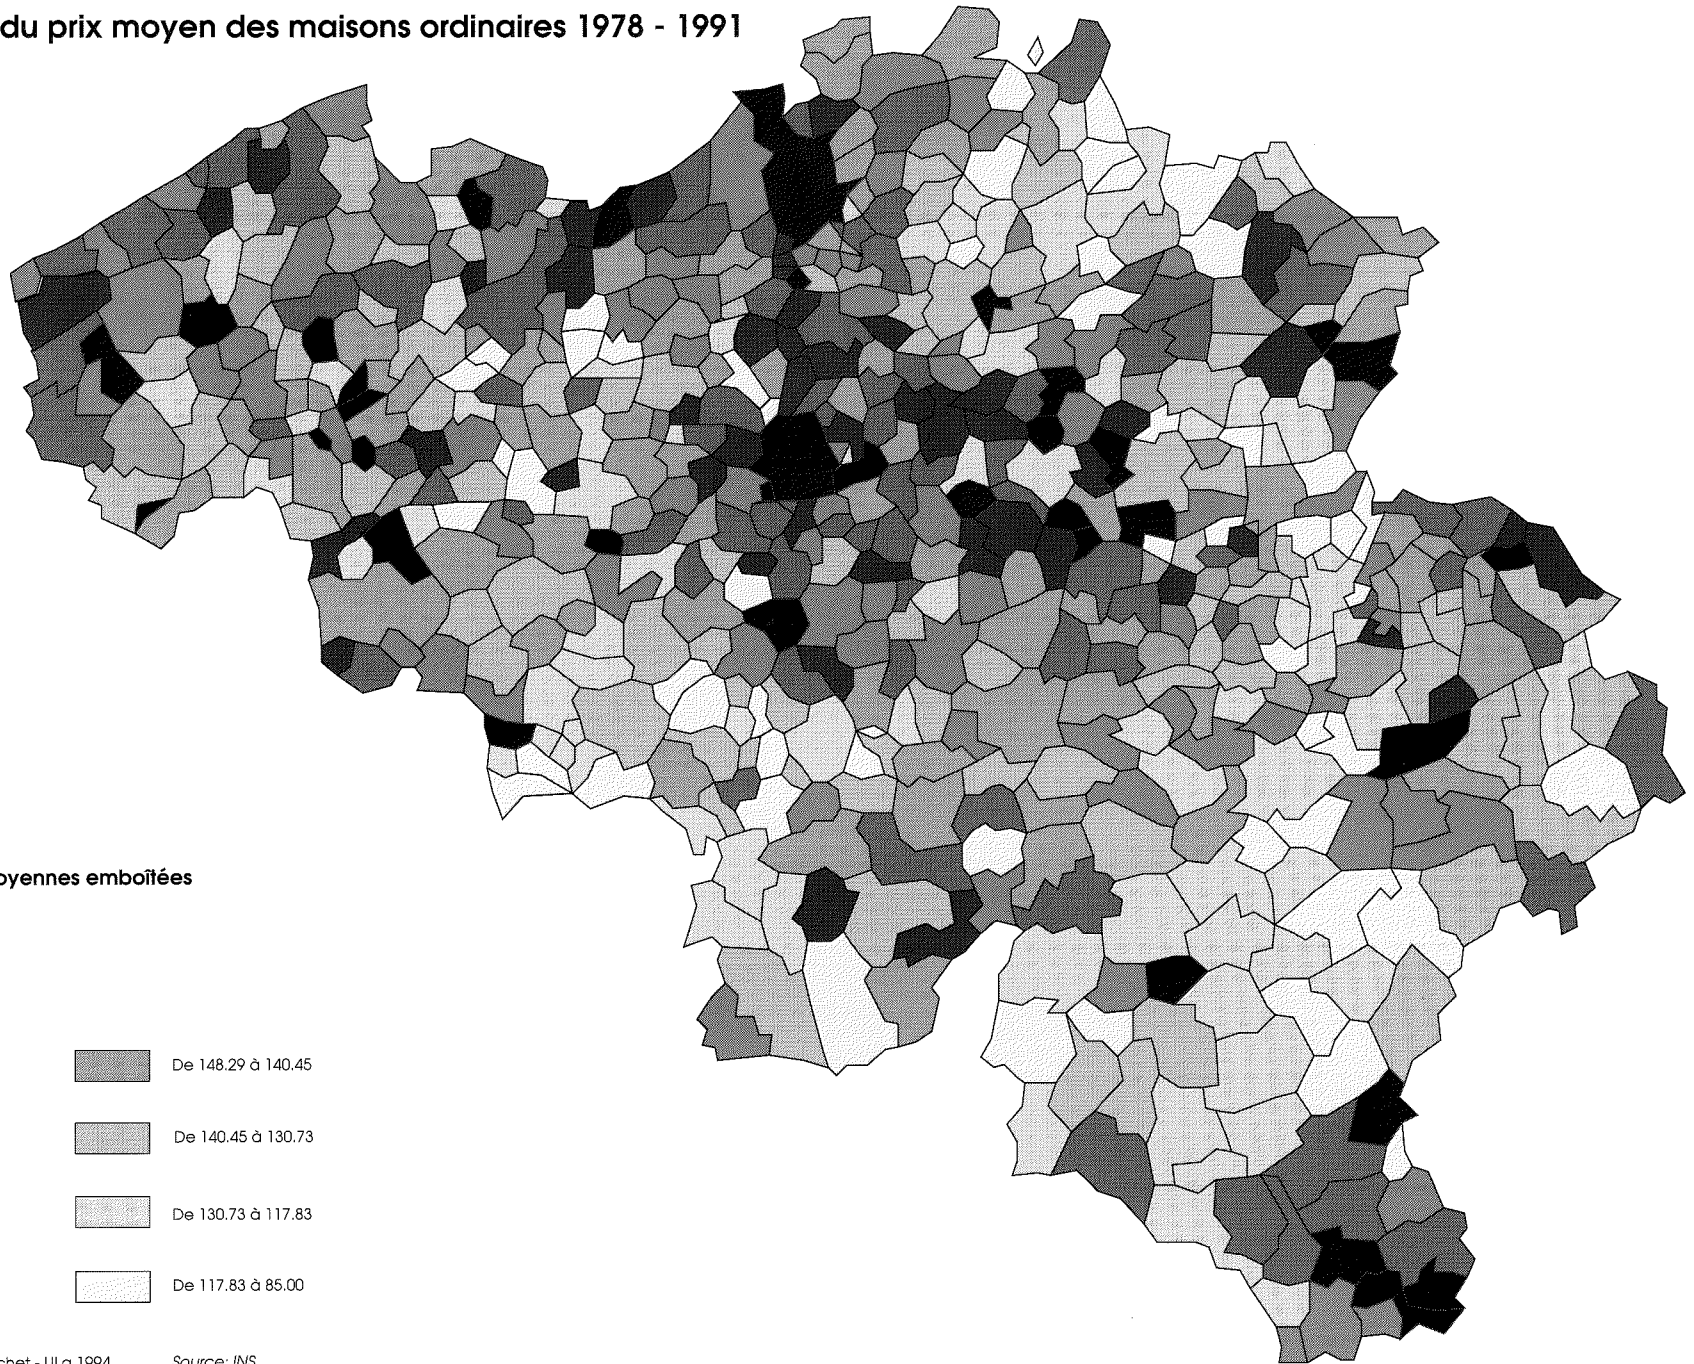 du prix moyen des maisons ordinaires 1978 - 1991
oyennes emboîtées
De 148.29 à 140.45
De 140.45 à 130.73
De 130.73 à 117.83
De 117.83 à 85.00
1994 Source: INS